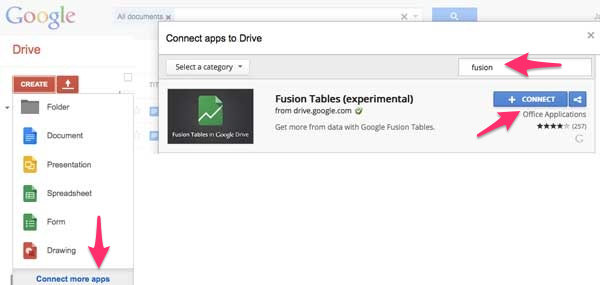 Google
All documents
Drive
CREATE
TI
Folder
Document
Presentation
Spreadsheet
Form
Drawing
Connect more apps
Connect apps to Drive
Select a category
fusion
Fusion Tables in Google Drive
Fusion Tables (experimental)
from drive.google.com
Get more from data with Google Fusion Tables.
CONNECT
Office Applications
(257)